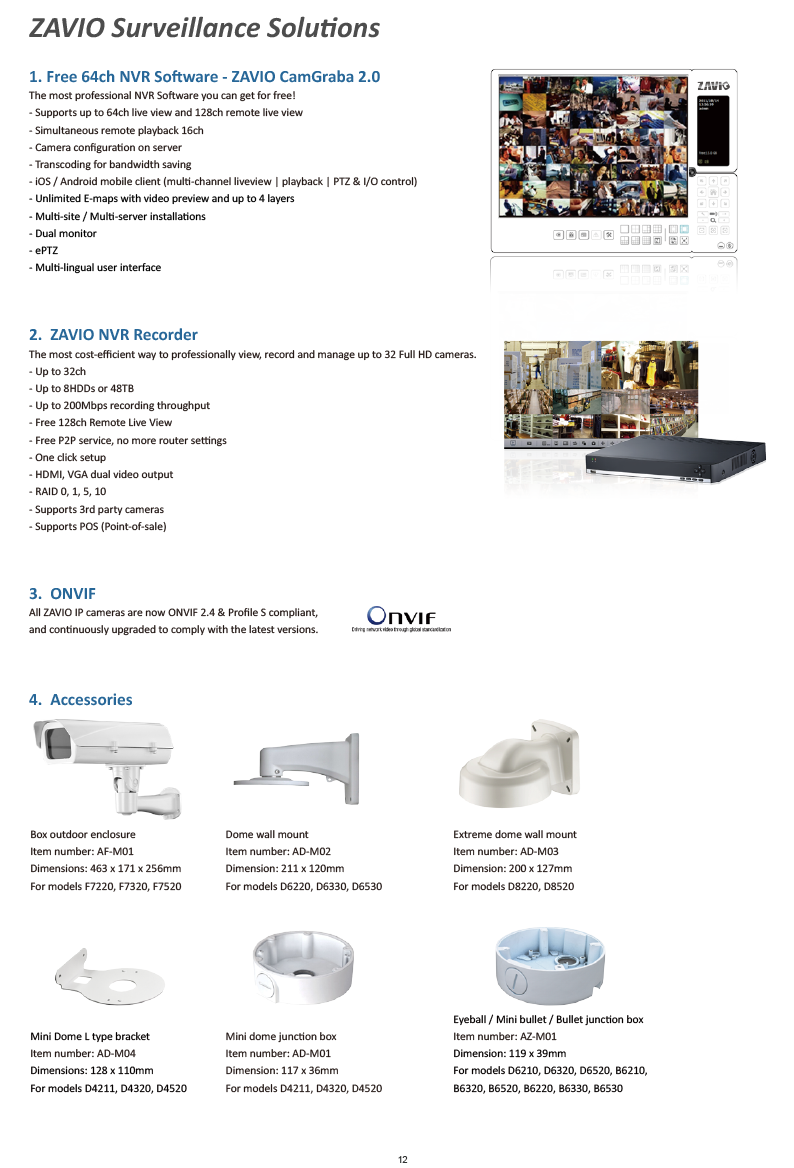 ZAVIO Surveillance Solutions
1. Free 64ch NVR Software - ZAVIO CamGraba 2.0
The most professional NVR Software you can get for free!
- Supports up to 64ch live view and 128ch remote live view
- Simultaneous remote playback 16ch
- Camera configuration on server
- Transcoding for bandwidth saving
- iOS / Android mobile client (multi-channel liveview | playback | PTZ & I/O control)
- Unlimited E-maps with video preview and up to 4 layers
- Multi-site / Multi-server installations
- Dual monitor
- ePTZ
- Multi-lingual user interface
ZAVIO
2. ZAVIO NVR Recorder
The most cost-efficient way to professionally view, record and manage up to 32 Full HD cameras.
- Up to 32ch
- Up to 8HDDs or 48TB
- Up to 200Mbps recording throughput
- Free 128ch Remote Live View
- Free P2P service, no more router settings
- One click setup
- HDMI, VGA dual video output
- RAID 0, 1, 5, 10
- Supports 3rd party cameras
- Supports POS (Point-of-sale)
3. ONVIF
All ZAVIO IP cameras are now ONVIF 2.4 & Profile S compliant,
and continuously upgraded to comply with the latest versions.
ONVIF
Driving network video through global standardization
4. Accessories
Box outdoor enclosure
Item number: AF-M01
Dimensions: 463 x 171 x 256mm
For models F7220, F7320, F7520
Dome wall mount
Item number: AD-M02
Dimension: 211 x 120mm
For models D6220, D6330, D6530
Extreme dome wall mount
Item number: AD-M03
Dimension: 200 x 127mm
For models D8220, D8520
Mini Dome L type bracket
Item number: AD-M04
Dimensions: 128 x 110mm
For models D4211, D4320, D4520
Mini dome junction box
Item number: AD-M01
Dimension: 117 x 36mm
For models D4211, D4320, D4520
Eyeball / Mini bullet / Bullet junction box
Item number: AZ-M01
Dimension: 119 x 39mm
For models D6210, D6320, D6520, B6210,
B6320, B6520, B6220, B6330, B6530
12